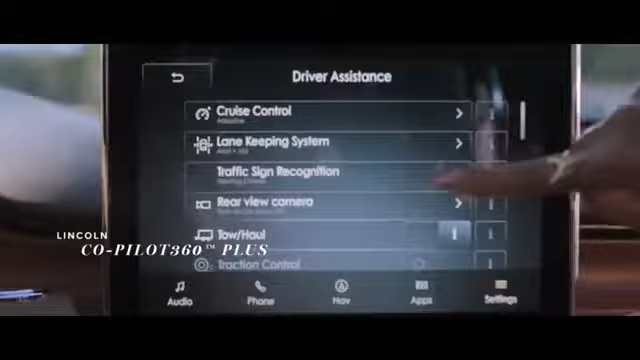 Driver Assistance
Cruise Control
Adaptive
Lane Keeping System
Traffic Sign Recognition
Rear view camera
Tow/Haul
Traction Control
LINCOLN
CO-PILOT360™ PLUS
Audio
Phone
Nav
Apps
Settings